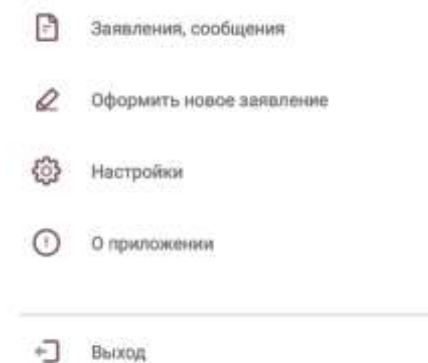 Заявления, сообщения
Оформить новое заявление
Настройки
О приложении
Выход